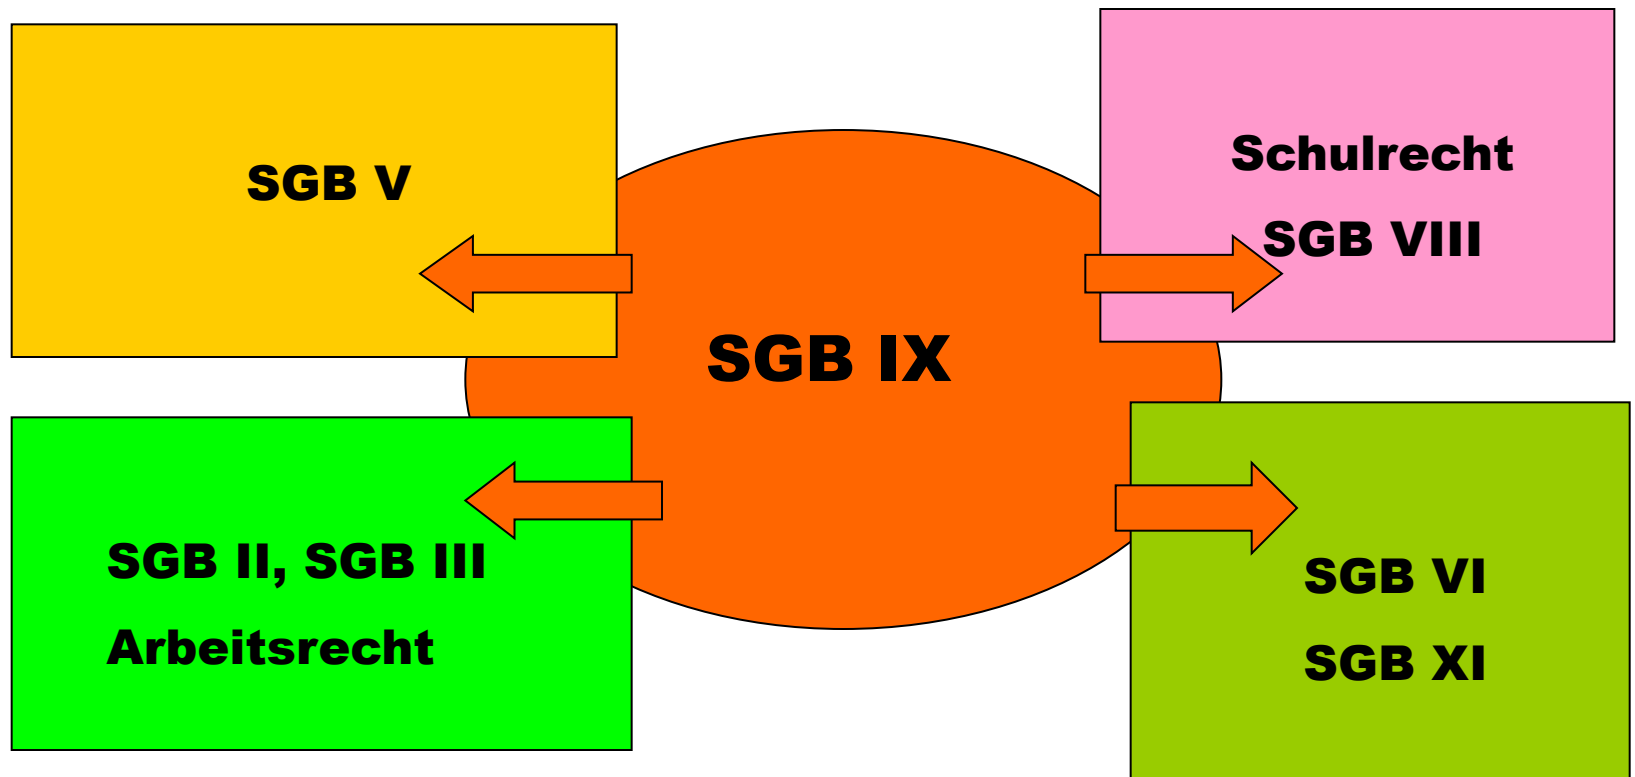 SGB V
Schulrecht
SGB VIII
SGB IX
SGB II, SGB III
Arbeitsrecht
SGB VI
SGB XI